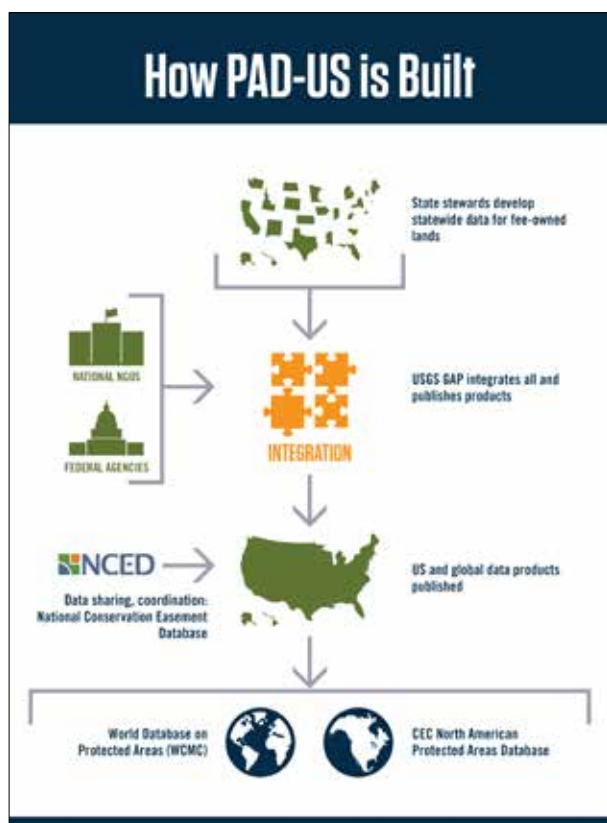 How PAD-US is Built
State stewards develop
statewide data for fee-owned
lands
NATIONAL NGOS
FEDERAL AGENCIES
INTEGRATION
USGS GAP integrates all and
publishes products
NCED
Data sharing, coordination:
National Conservation Easement
Database
US and global data products
published
World Database on
Protected Areas (WCMC)
CEC North American
Protected Areas Database